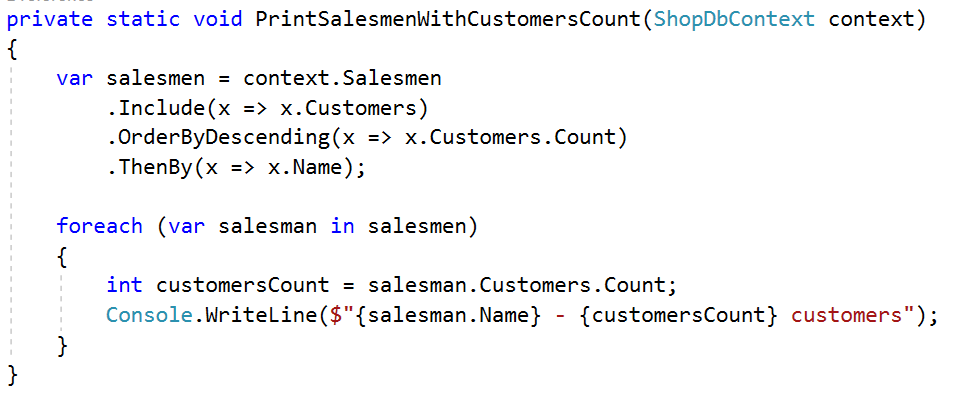 private static void PrintSalesmenWithCustomersCount(ShopDbContext context)
{
    var salesmen = context.Salesmen
        .Include(x => x.Customers)
        .OrderByDescending(x => x.Customers.Count)
        .ThenBy(x => x.Name);

    foreach (var salesman in salesmen)
    {
        int customersCount = salesman.Customers.Count;
        Console.WriteLine($"{salesman.Name} - {customersCount} customers");
    }
}